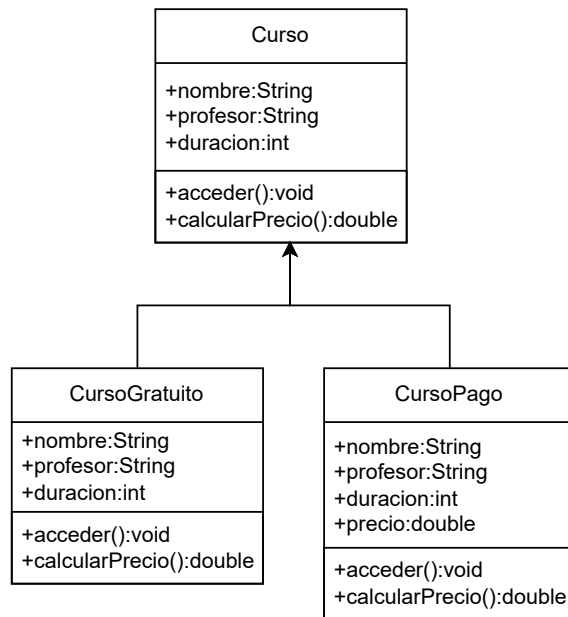 Curso
+nombre:String
+profesor:String
+duracion:int
+acceder():void
+calcularPrecio():double
CursoGratuito
+nombre:String
+profesor:String
+duracion:int
+acceder():void
+calcularPrecio():double
CursoPago
+nombre:String
+profesor:String
+duracion:int
+precio:double
+acceder():void
+calcularPrecio():double